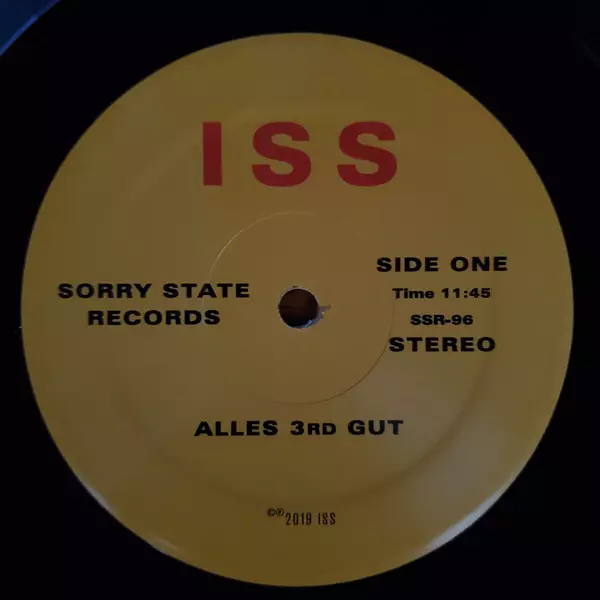 ISS
SORRY STATE
RECORDS
SIDE ONE
Time 11:45
SSR-96
STEREO
ALLES 3RD GUT
©℗ 2019 ISS